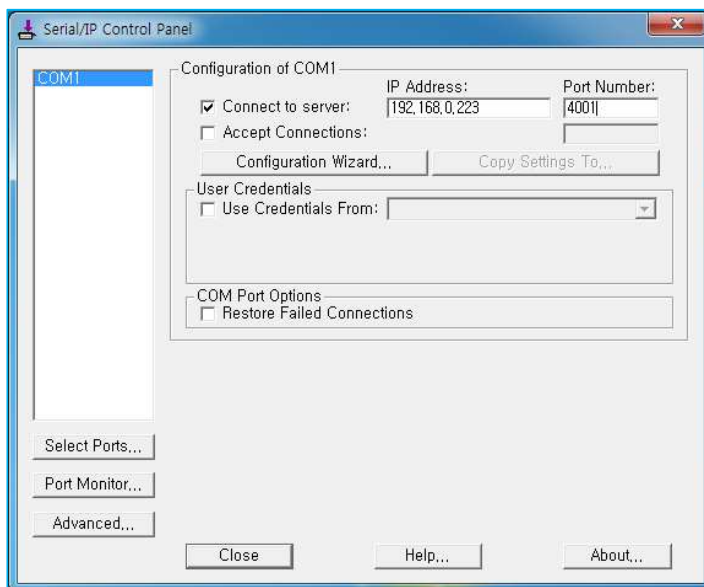 Serial/IP Control Panel
COM1
Configuration of COM1
IP Address: Port Number:
Connect to server: 192,168,0,223 4001
Accept Connections:
Configuration Wizard,,, Copy Settings To,,,
User Credentials
Use Credentials From:
COM Port Options
Restore Failed Connections
Select Ports,,,
Port Monitor,,,
Advanced,,,
Close Help,,, About,,,